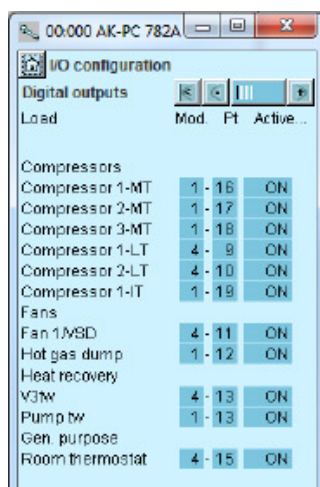 00:000 AK-PC 782A
I/O configuration
Digital outputs
Load Mod. Pt Active...
Compressors
Compressor 1-MT 1 - 16 ON
Compressor 2-MT 1 - 17 ON
Compressor 3-MT 1 - 18 ON
Compressor 1-LT 4 - 9 ON
Compressor 2-LT 4 - 10 ON
Compressor 1-IT 1 - 19 ON
Fans
Fan 1/VSD 4 - 11 ON
Hot gas dump 1 - 12 ON
Heat recovery
V3tw 4 - 13 ON
Pump tw 1 - 13 ON
Gen. purpose
Room thermostat 4 - 15 ON